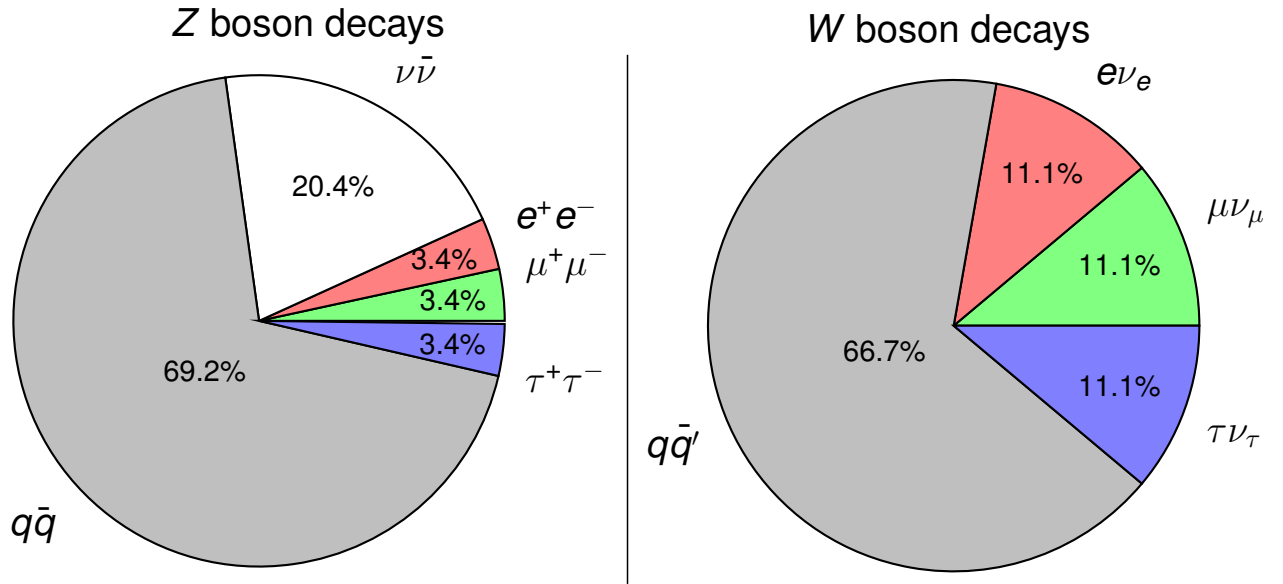 Z boson decays
νν̄
20.4%
e⁺e⁻
3.4%
μ⁺μ⁻
3.4%
3.4%
τ⁺τ⁻
69.2%
qq̄
W boson decays
eνₑ
11.1%
μν_μ
11.1%
66.7%
11.1%
τν_τ
qq̄′